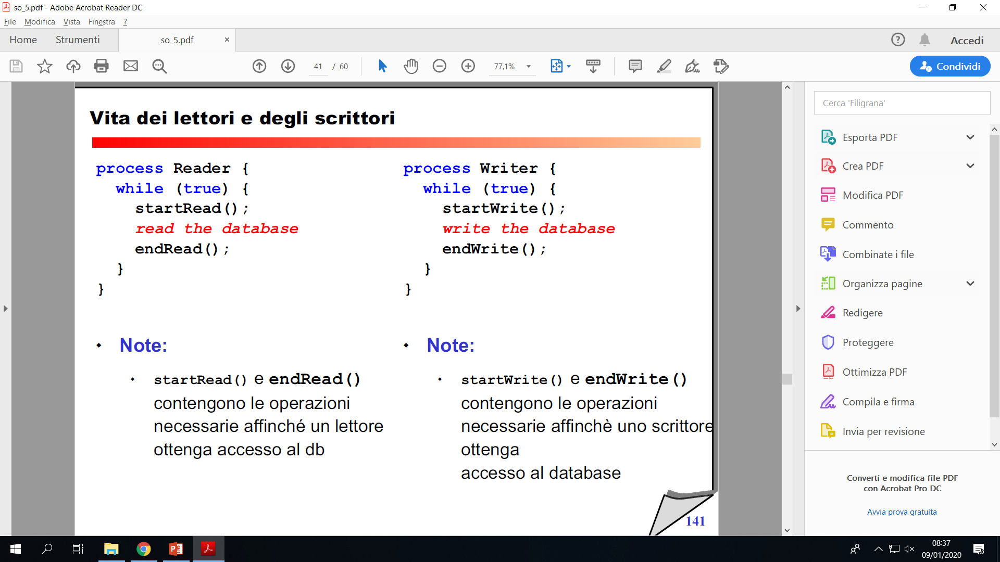 so_5.pdf - Adobe Acrobat Reader DC
File Modifica Vista Finestra ?
Home Strumenti so_5.pdf × Accedi
41 / 60 77,1% Condividi
Vita dei lettori e degli scrittori
process Reader {
while (true) {
startRead();
read the database
endRead();
}
}
• Note:
• startRead() e endRead()
contengono le operazioni
necessarie affinché un lettore
ottenga accesso al db
process Writer {
while (true) {
startWrite();
write the database
endWrite();
}
}
• Note:
• startWrite() e endWrite()
contengono le operazioni
necessarie affinchè uno scrittore
ottenga
accesso al database
141
Cerca 'Filigrana'
Esporta PDF
Crea PDF
Modifica PDF
Commento
Combinate i file
Organizza pagine
Redigere
Proteggere
Ottimizza PDF
Compila e firma
Invia per revisione
Converti e modifica file PDF
con Acrobat Pro DC
Avvia prova gratuita
08:37
09/01/2020